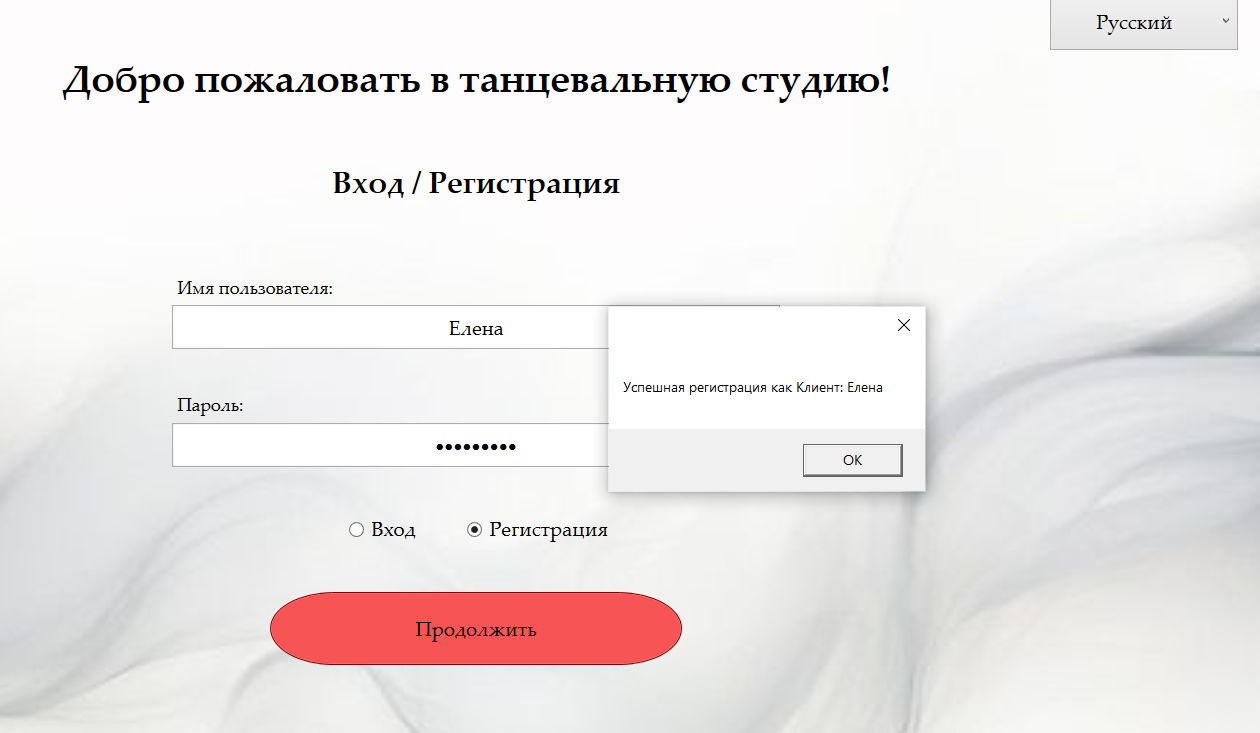 Русский
Добро пожаловать в танцевальную студию!
Вход / Регистрация
Имя пользователя:
Елена
Успешная регистрация как Клиент: Елена
Пароль:
•••••••••
OK
Вход
Регистрация
Продолжить